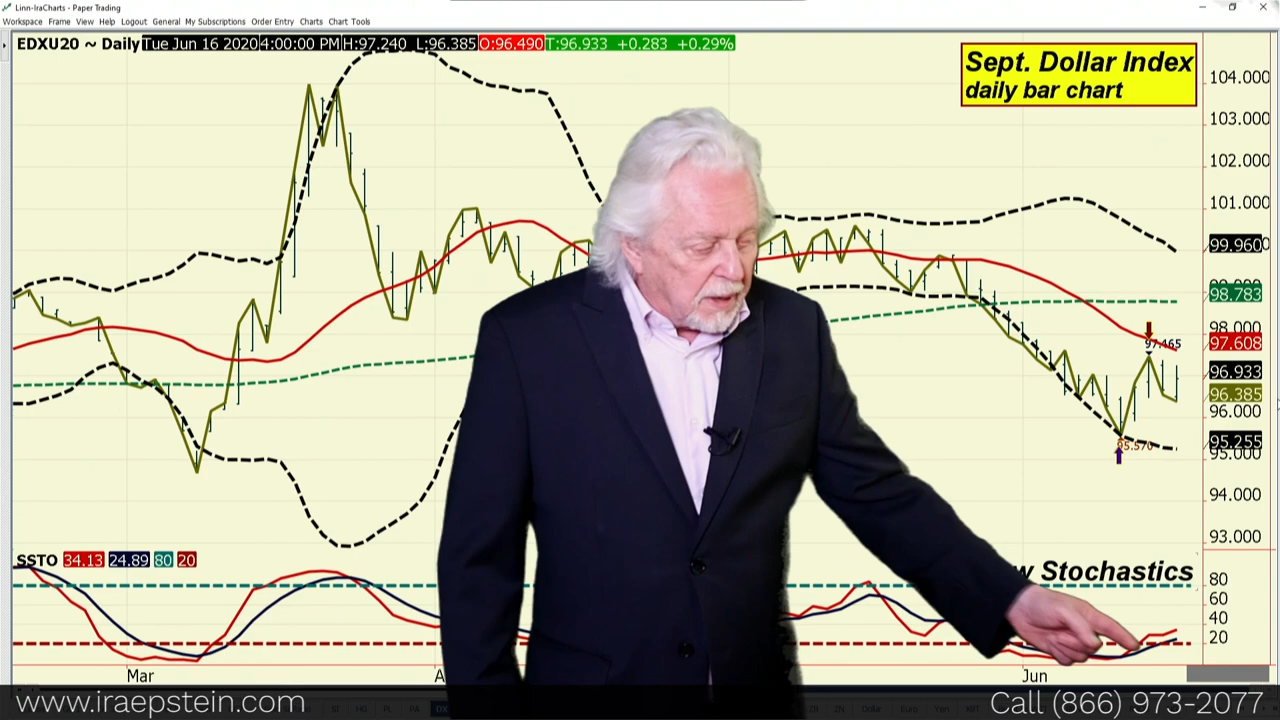 Linn-IraCharts - Paper Trading
Workspace Frame View Help Logout General My Subscriptions Order Entry Charts Chart Tools
EDXU20 ~ Daily Tue Jun 16 2020 4:00:00 PM H:97.240 L:96.385 O:96.490 T:96.933 +0.283 +0.29%
Sept. Dollar Index
daily bar chart
104.000
103.000
102.000
101.000
99.960
98.783
98.000
97.465
97.608
96.933
96.385
96.000
95.255
95.570
95.000
94.000
93.000
SSTO 34.13 24.89 80 20
w Stochastics
80
60
40
20
Mar
A
Jun
www.iraepstein.com
Call (866) 973-2077